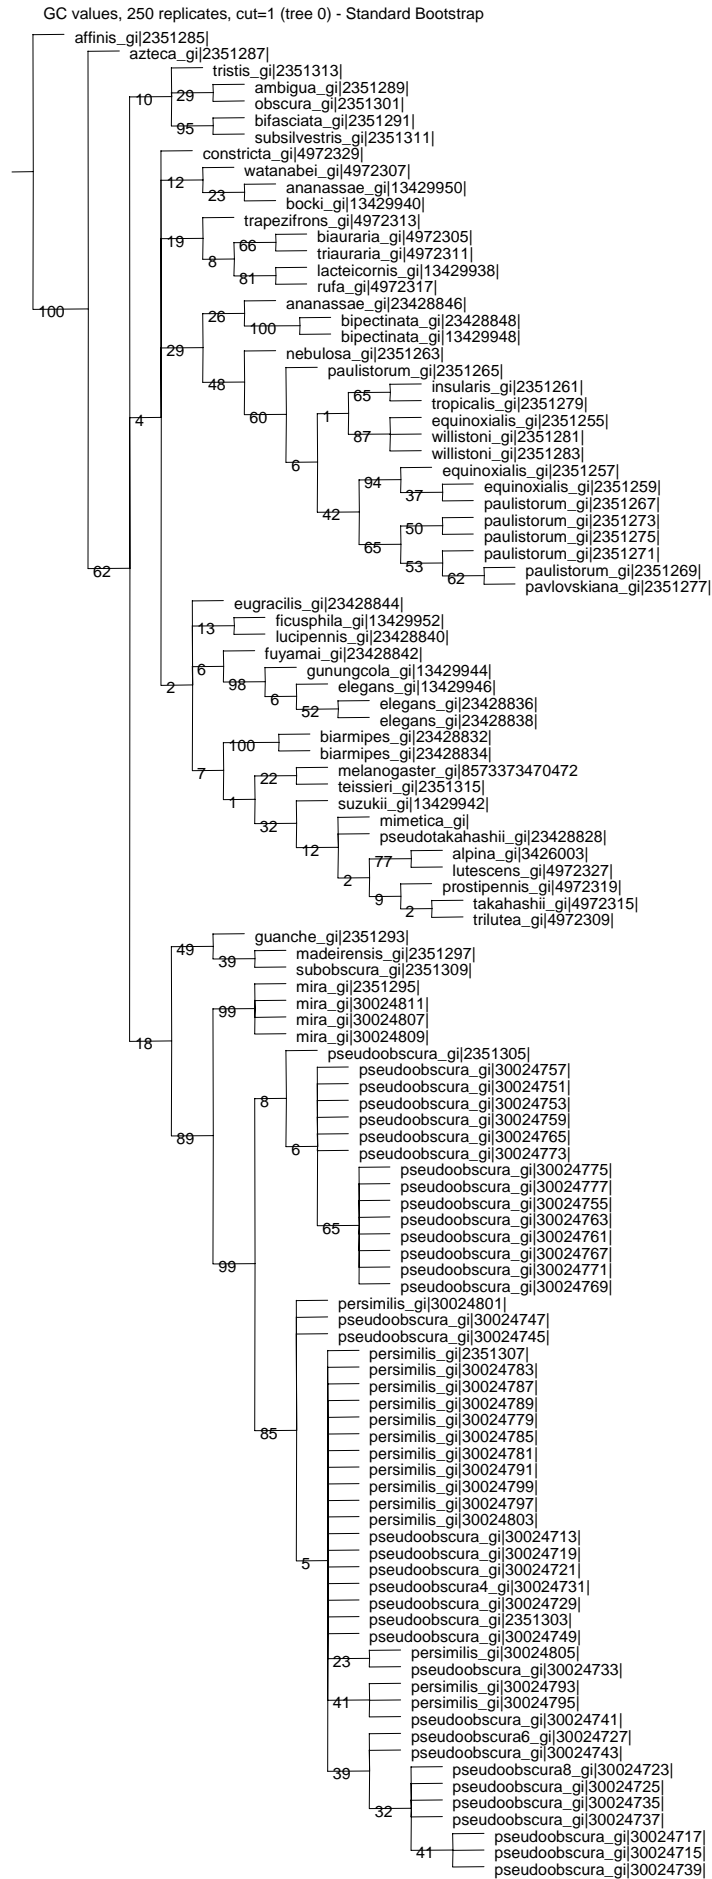 GC values, 250 replicates, cut=1 (tree 0) - Standard Bootstrap
affinis_gi|2351285|
azteca_gi|2351287|
tristis_gi|2351313|
ambigua_gi|2351289|
10
29
obscura_gi|2351301|
bifasciata_gi|2351291|
95
subsilvestris_gi|2351311|
constricta_gi|4972329|
watanabei_gi|4972307|
12
ananassae_gi|13429950|
23
bocki_gi|13429940|
trapezifrons_gi|4972313|
biauraria_gi|4972305|
19
66
triauraria_gi|4972311|
8
lacteicornis_gi|13429938|
81
rufa_gi|4972317|
ananassae_gi|23428846|
100
26
bipectinata_gi|23428848|
100
bipectinata_gi|13429948|
29
nebulosa_gi|2351263|
paulistorum_gi|2351265|
48
insularis_gi|2351261|
65
tropicalis_gi|2351279|
4
60
1
equinoxialis_gi|2351255|
87
willistoni_gi|2351281|
willistoni_gi|2351283|
6
equinoxialis_gi|2351257|
94
equinoxialis_gi|2351259|
37
paulistorum_gi|2351267|
42
paulistorum_gi|2351273|
50
paulistorum_gi|2351275|
65
paulistorum_gi|2351271|
53
62
paulistorum_gi|2351269|
62
pavlovskiana_gi|2351277|
eugracilis_gi|23428844|
ficusphila_gi|13429952|
13
lucipennis_gi|23428840|
fuyamai_gi|23428842|
6
gunungcola_gi|13429944|
2
98
elegans_gi|13429946|
6
elegans_gi|23428836|
52
elegans_gi|23428838|
biarmipes_gi|23428832|
100
biarmipes_gi|23428834|
7
melanogaster_gi|8573373470472
22
teissieri_gi|2351315|
1
suzukii_gi|13429942|
32
mimetica_gi|
pseudotakahashii_gi|23428828|
12
alpina_gi|3426003|
77
lutescens_gi|4972327|
2
prostipennis_gi|4972319|
9
takahashii_gi|4972315|
2
trilutea_gi|4972309|
guanche_gi|2351293|
49
madeirensis_gi|2351297|
39
subobscura_gi|2351309|
mira_gi|2351295|
mira_gi|30024811|
99
mira_gi|30024807|
mira_gi|30024809|
18
pseudoobscura_gi|2351305|
pseudoobscura_gi|30024757|
pseudoobscura_gi|30024751|
8
pseudoobscura_gi|30024753|
pseudoobscura_gi|30024759|
89
pseudoobscura_gi|30024765|
6
pseudoobscura_gi|30024773|
pseudoobscura_gi|30024775|
pseudoobscura_gi|30024777|
pseudoobscura_gi|30024755|
pseudoobscura_gi|30024763|
65
pseudoobscura_gi|30024761|
pseudoobscura_gi|30024767|
99
pseudoobscura_gi|30024771|
pseudoobscura_gi|30024769|
persimilis_gi|30024801|
pseudoobscura_gi|30024747|
pseudoobscura_gi|30024745|
persimilis_gi|2351307|
persimilis_gi|30024783|
persimilis_gi|30024787|
persimilis_gi|30024789|
persimilis_gi|30024779|
85
persimilis_gi|30024785|
persimilis_gi|30024781|
persimilis_gi|30024791|
persimilis_gi|30024799|
persimilis_gi|30024797|
persimilis_gi|30024803|
pseudoobscura_gi|30024713|
pseudoobscura_gi|30024719|
5
pseudoobscura_gi|30024721|
pseudoobscura4_gi|30024731|
pseudoobscura_gi|30024729|
pseudoobscura_gi|2351303|
pseudoobscura_gi|30024749|
persimilis_gi|30024805|
23
pseudoobscura_gi|30024733|
persimilis_gi|30024793|
41
persimilis_gi|30024795|
pseudoobscura_gi|30024741|
pseudoobscura6_gi|30024727|
pseudoobscura_gi|30024743|
39
pseudoobscura8_gi|30024723|
pseudoobscura_gi|30024725|
pseudoobscura_gi|30024735|
32
pseudoobscura_gi|30024737|
pseudoobscura_gi|30024717|
41
pseudoobscura_gi|30024715|
pseudoobscura_gi|30024739|